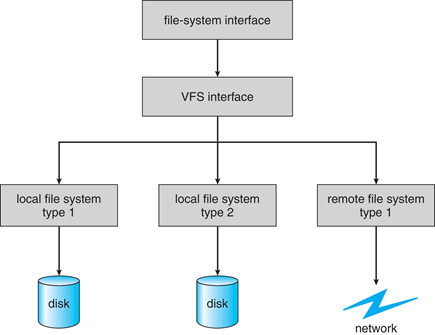 file-system interface
VFS interface
local file system
type 1
local file system
type 2
remote file system
type 1
disk
disk
network